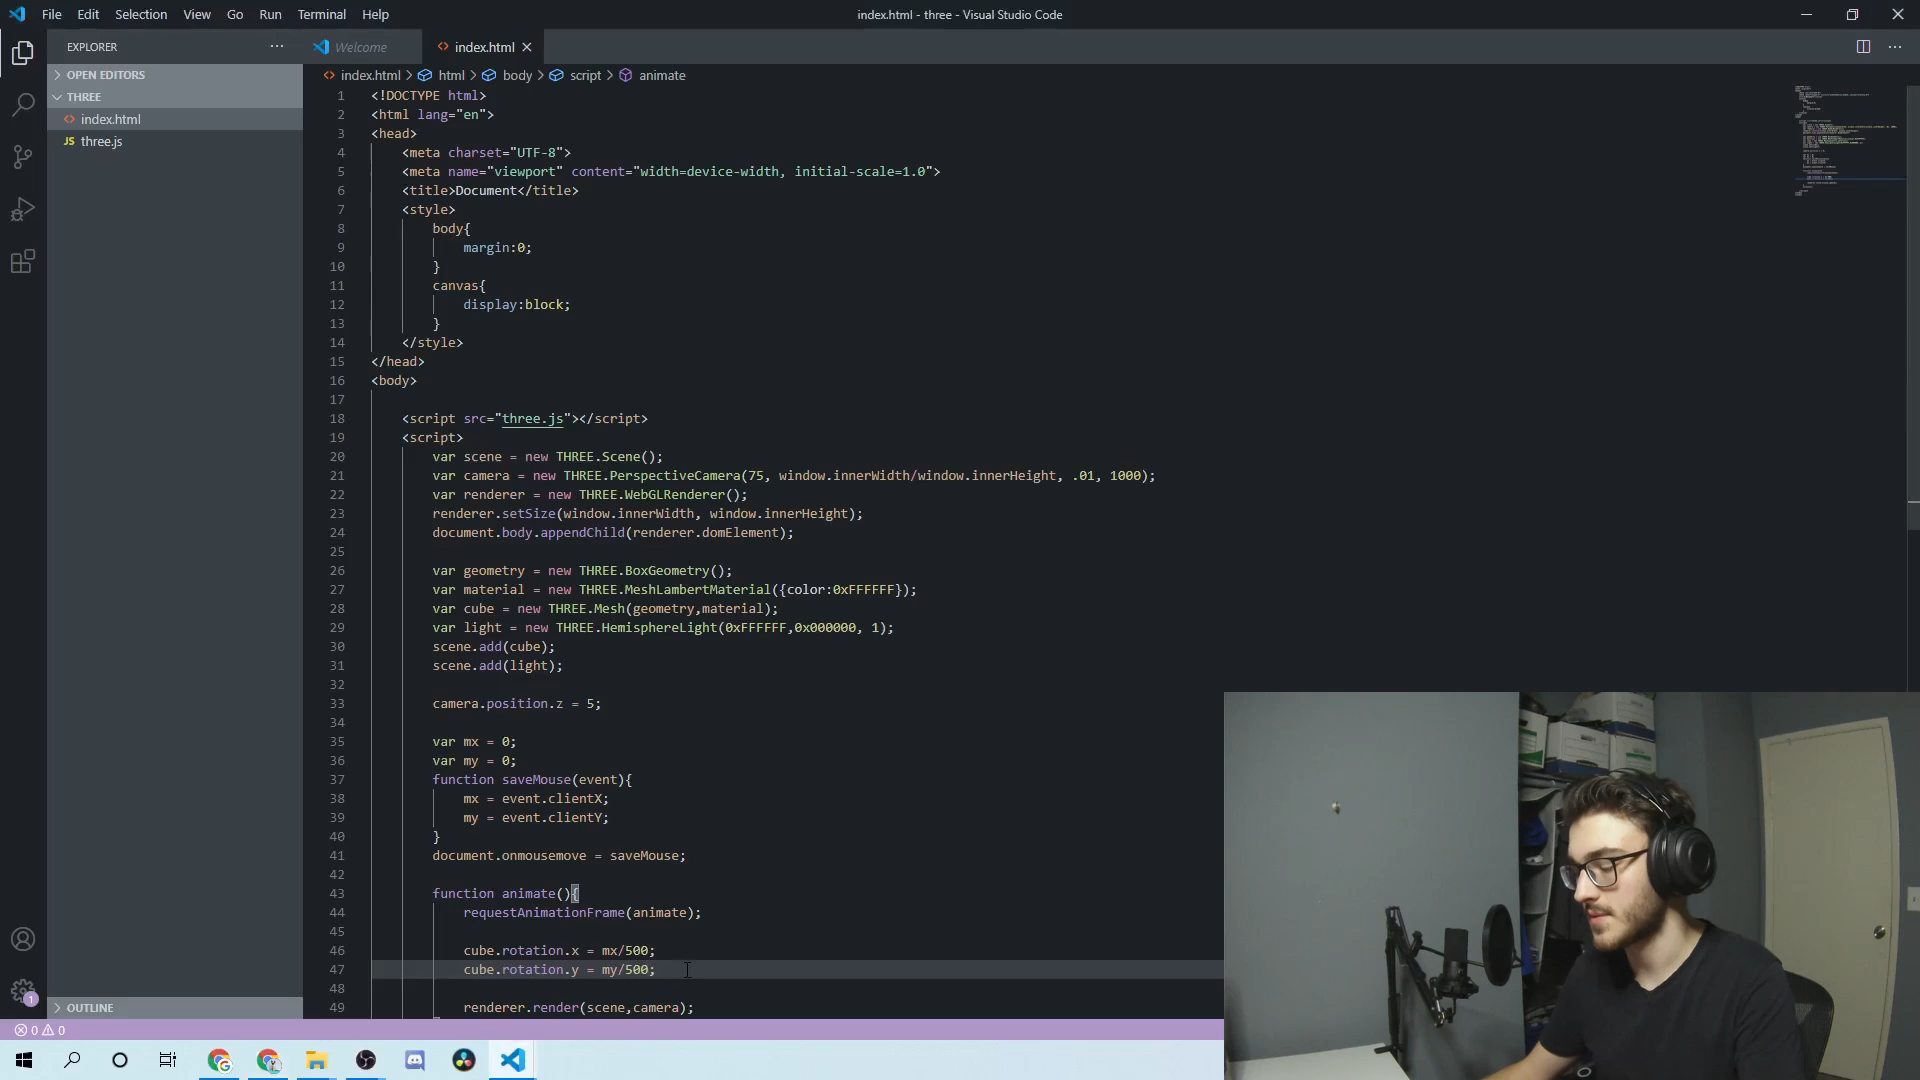 File Edit Selection View Go Run Terminal Help
index.html - three - Visual Studio Code
EXPLORER
OPEN EDITORS
THREE
index.html
JS three.js
OUTLINE
Welcome
index.html
index.html > html > body > script > animate
1 <!DOCTYPE html>
2 <html lang="en">
3 <head>
4 <meta charset="UTF-8">
5 <meta name="viewport" content="width=device-width, initial-scale=1.0">
6 <title>Document</title>
7 <style>
8 body{
9 margin:0;
10 }
11 canvas{
12 display:block;
13 }
14 </style>
15 </head>
16 <body>
17
18 <script src="three.js"></script>
19 <script>
20 var scene = new THREE.Scene();
21 var camera = new THREE.PerspectiveCamera(75, window.innerWidth/window.innerHeight, .01, 1000);
22 var renderer = new THREE.WebGLRenderer();
23 renderer.setSize(window.innerWidth, window.innerHeight);
24 document.body.appendChild(renderer.domElement);
25
26 var geometry = new THREE.BoxGeometry();
27 var material = new THREE.MeshLambertMaterial({color:0xFFFFFF});
28 var cube = new THREE.Mesh(geometry,material);
29 var light = new THREE.HemisphereLight(0xFFFFFF,0x000000, 1);
30 scene.add(cube);
31 scene.add(light);
32
33 camera.position.z = 5;
34
35 var mx = 0;
36 var my = 0;
37 function saveMouse(event){
38 mx = event.clientX;
39 my = event.clientY;
40 }
41 document.onmousemove = saveMouse;
42
43 function animate(){
44 requestAnimationFrame(animate);
45
46 cube.rotation.x = mx/500;
47 cube.rotation.y = my/500;
48
49 renderer.render(scene,camera);
1
0 0